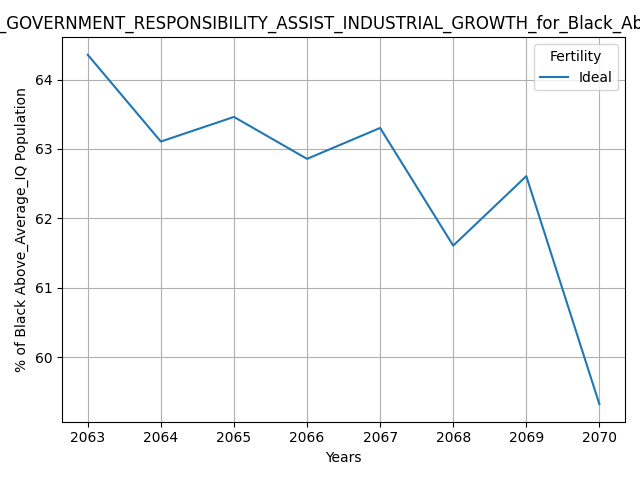 _GOVERNMENT_RESPONSIBILITY_ASSIST_INDUSTRIAL_GROWTH_for_Black_Ab
Fertility
Ideal
64
63
62
61
60
% of Black Above_Average_IQ Population
2063 2064 2065 2066 2067 2068 2069 2070
Years